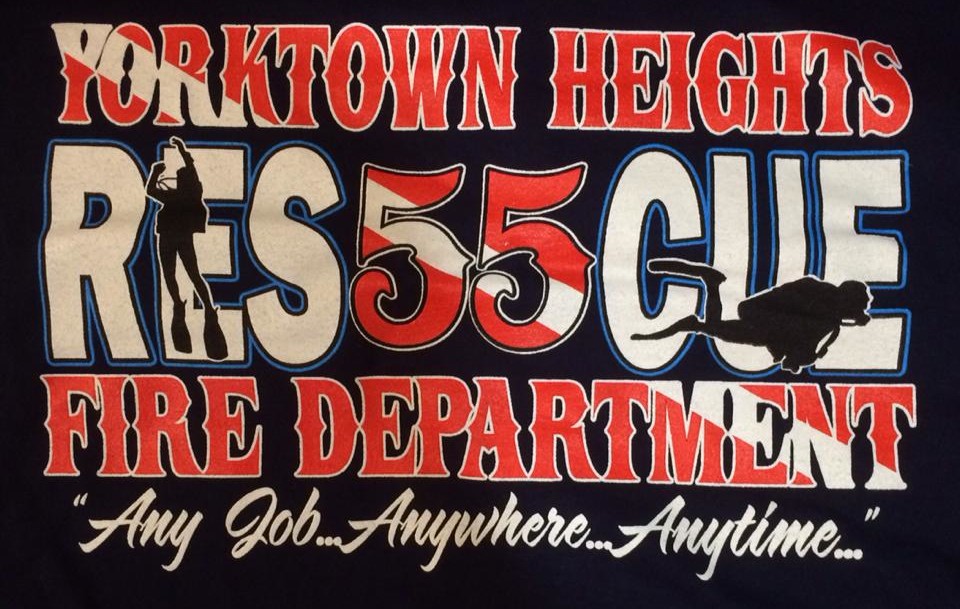 YORKTOWN HEIGHTS
RES55CUE
FIRE DEPARTMENT
"Any Job...Anywhere...Anytime..."